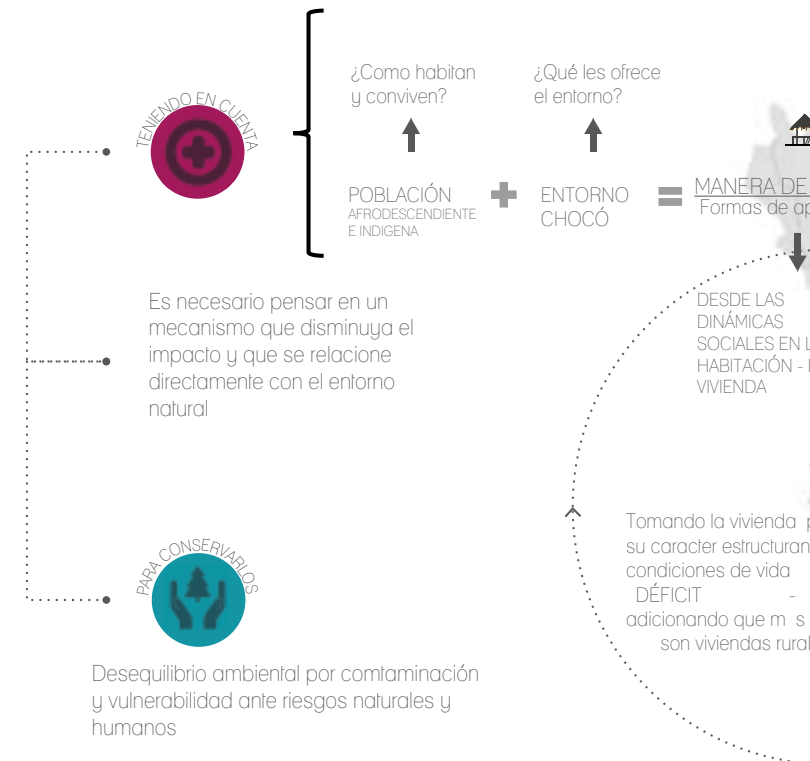 TENIENDO EN CUENTA
¿Como habitan
y conviven?
¿Qué les ofrece
el entorno?
POBLACIÓN
AFRODESCENDIENTE
E INDIGENA
ENTORNO
CHOCÓ
MANERA DE
Formas de ap
DESDE LAS
DINÁMICAS
SOCIALES EN L
HABITACIÓN -
VIVIENDA
Es necesario pensar en un
mecanismo que disminuya el
impacto y que se relacione
directamente con el entorno
natural
Tomando la vivienda p
su caracter estructuran
condiciones de vida
DÉFICIT -
adicionando que m s
son viviendas rural
PARA CONSERVARLOS
Desequilibrio ambiental por comtaminación
y vulnerabilidad ante riesgos naturales y
humanos